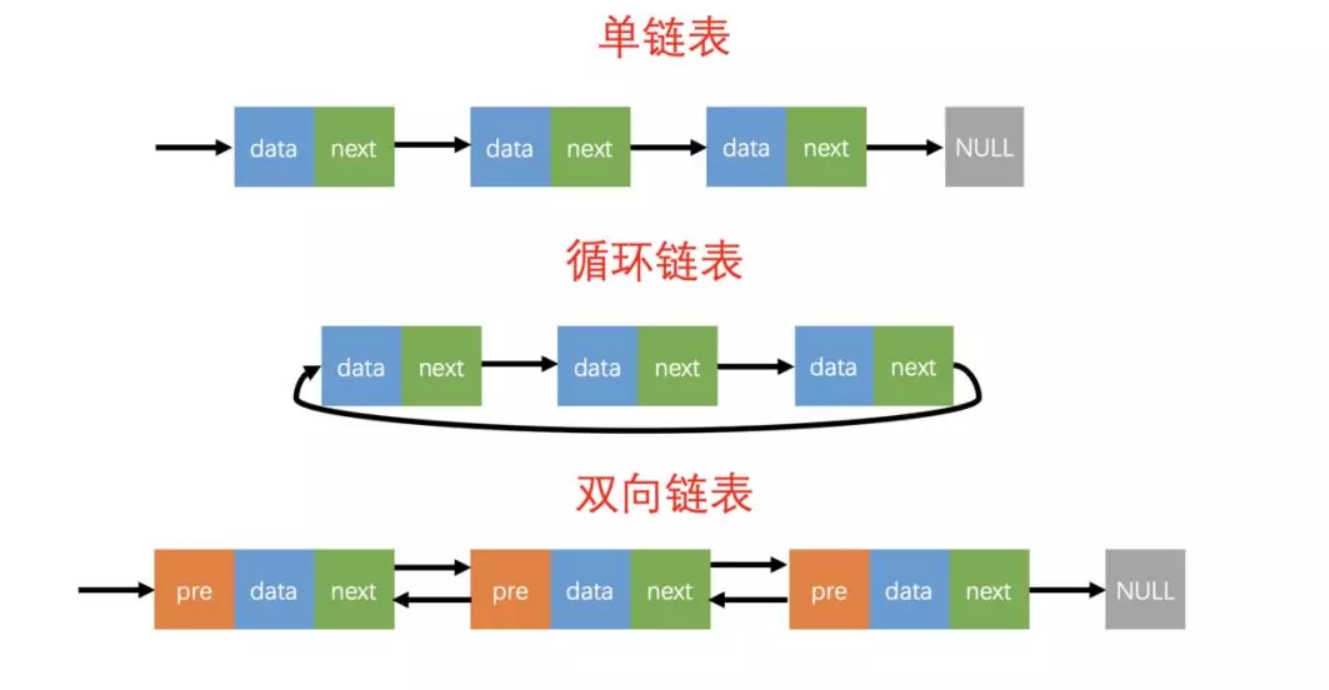 单链表
data next data next data next NULL
循环链表
data next data next data next
双向链表
pre data next pre data next pre data next NULL